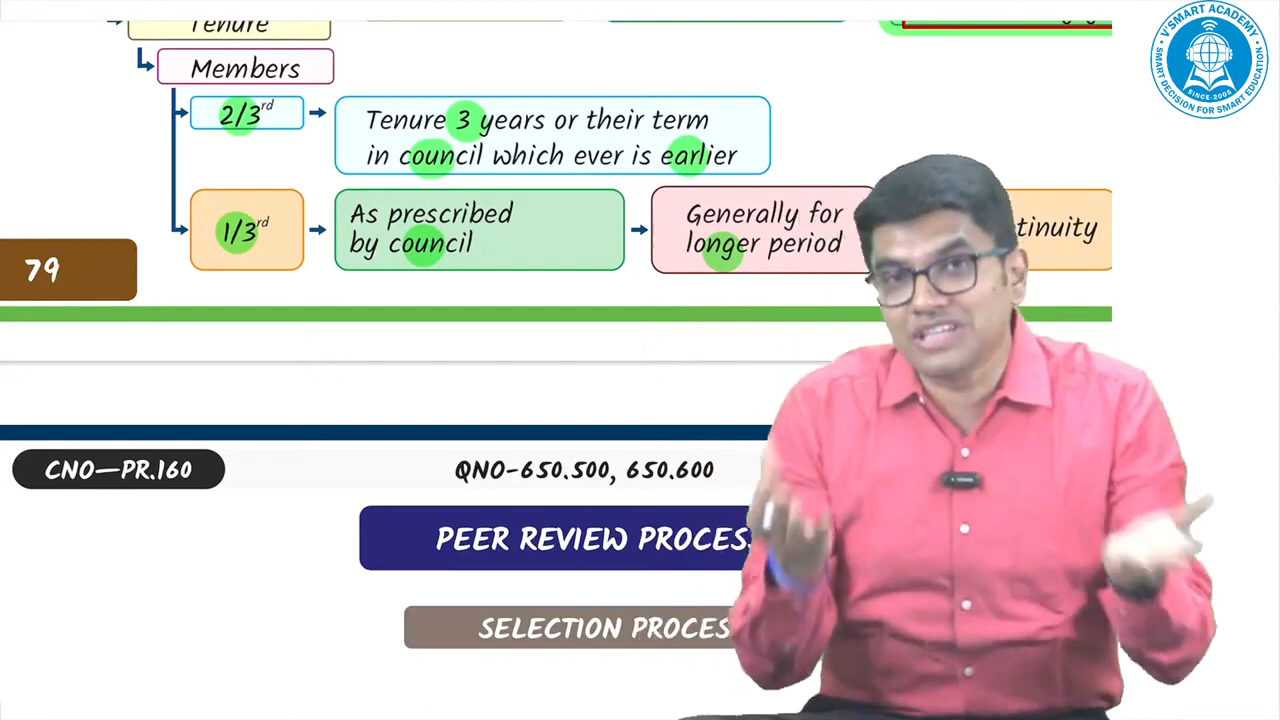 Tenure
Members
2/3rd
Tenure 3 years or their term
in council which ever is earlier
1/3rd
As prescribed
by council
Generally for
longer period
tinuity
79
CNO—PR.160
QNO-650.500, 650.600
PEER REVIEW PROCES
SELECTION PROCES
V'SMART ACADEMY
SMART DECISION FOR SMART EDUCATION
SINCE-2005